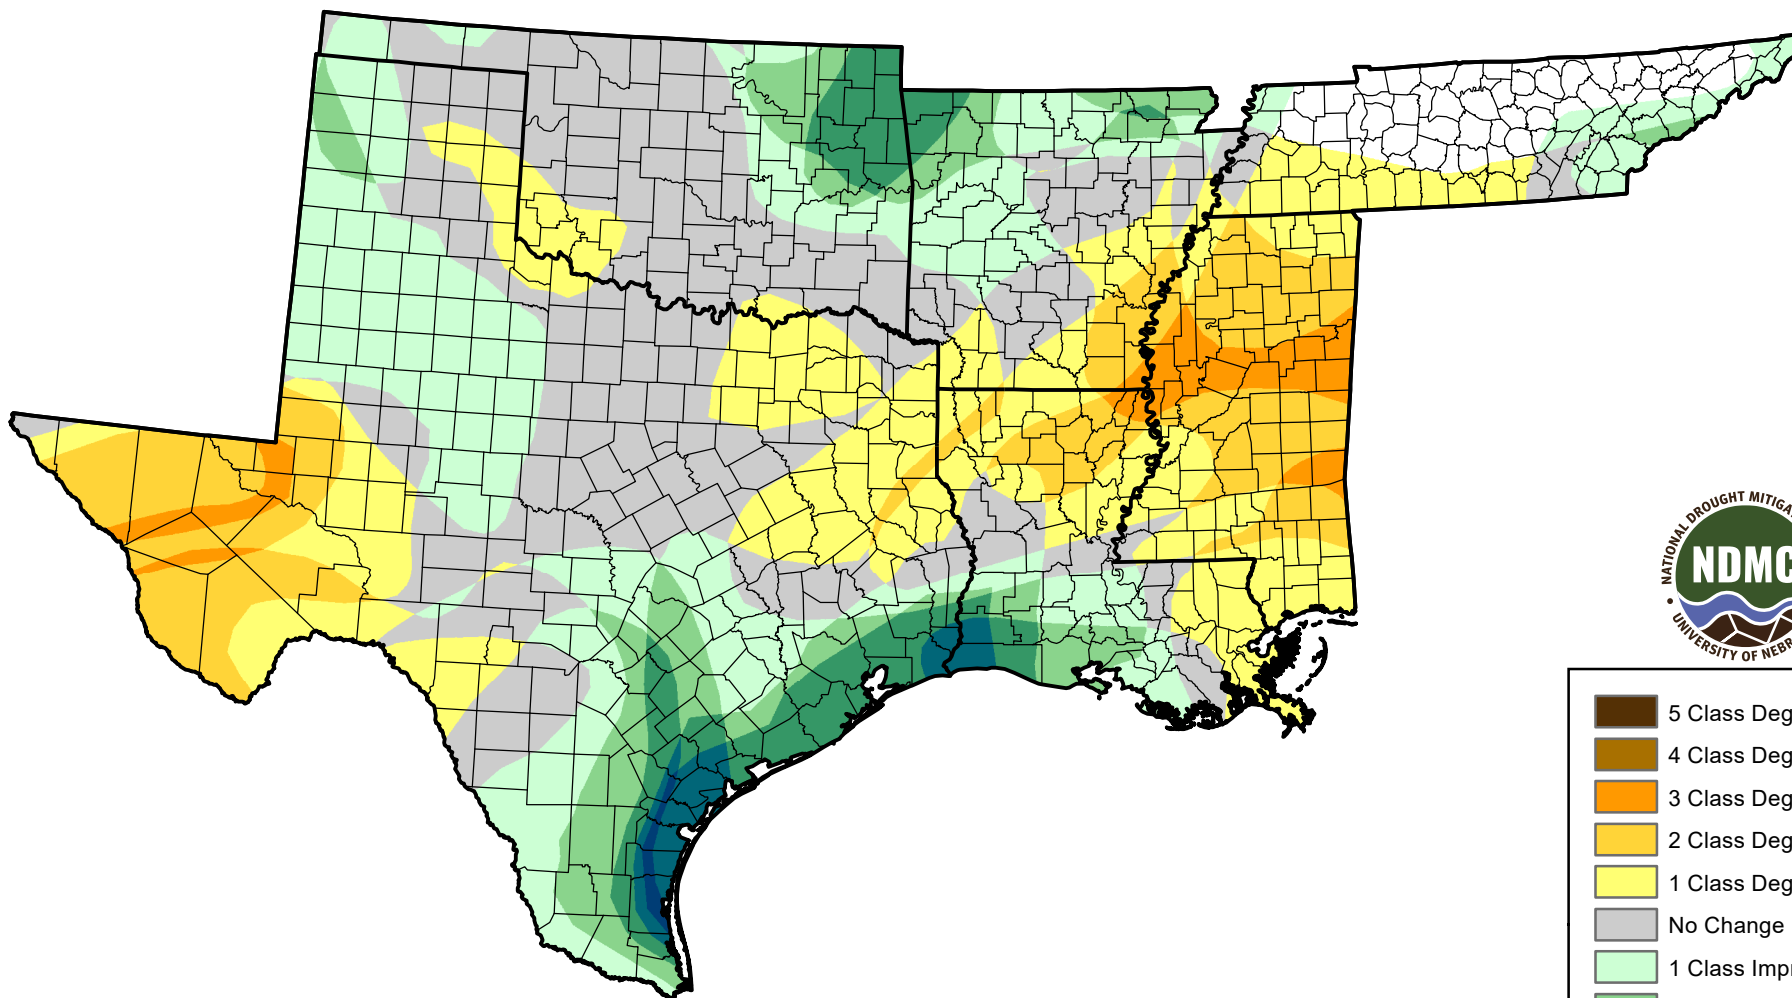 NATIONAL DROUGHT MITIGA
NDMC
UNIVERSITY OF NEBR
5 Class Deg
4 Class Deg
3 Class Deg
2 Class Deg
1 Class Deg
No Change
1 Class Impr